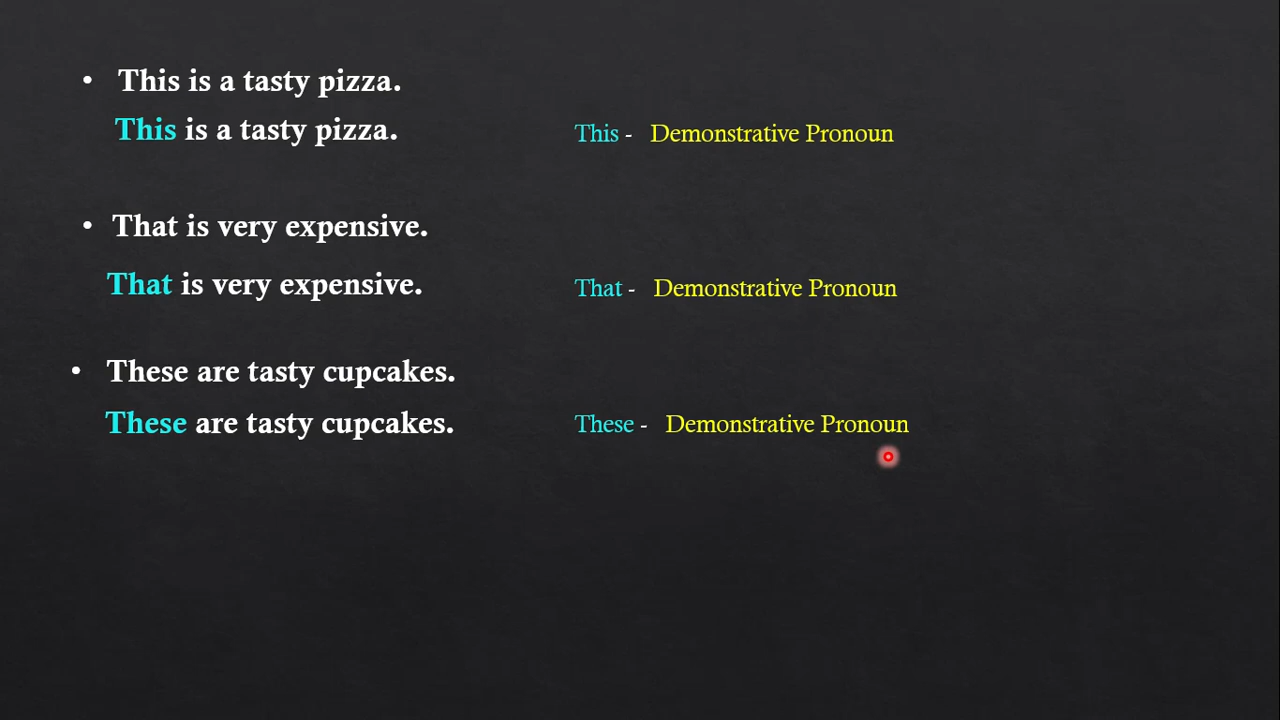 • This is a tasty pizza.
This is a tasty pizza. This - Demonstrative Pronoun
• That is very expensive.
That is very expensive. That - Demonstrative Pronoun
• These are tasty cupcakes.
These are tasty cupcakes. These - Demonstrative Pronoun